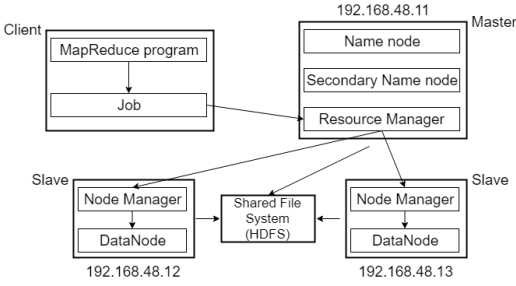 192.168.48.11
Client
Master
MapReduce program
Job
Name node
Secondary Name node
Resource Manager
Slave
Node Manager
DataNode
192.168.48.12
Shared File
System
(HDFS)
Slave
Node Manager
DataNode
192.168.48.13